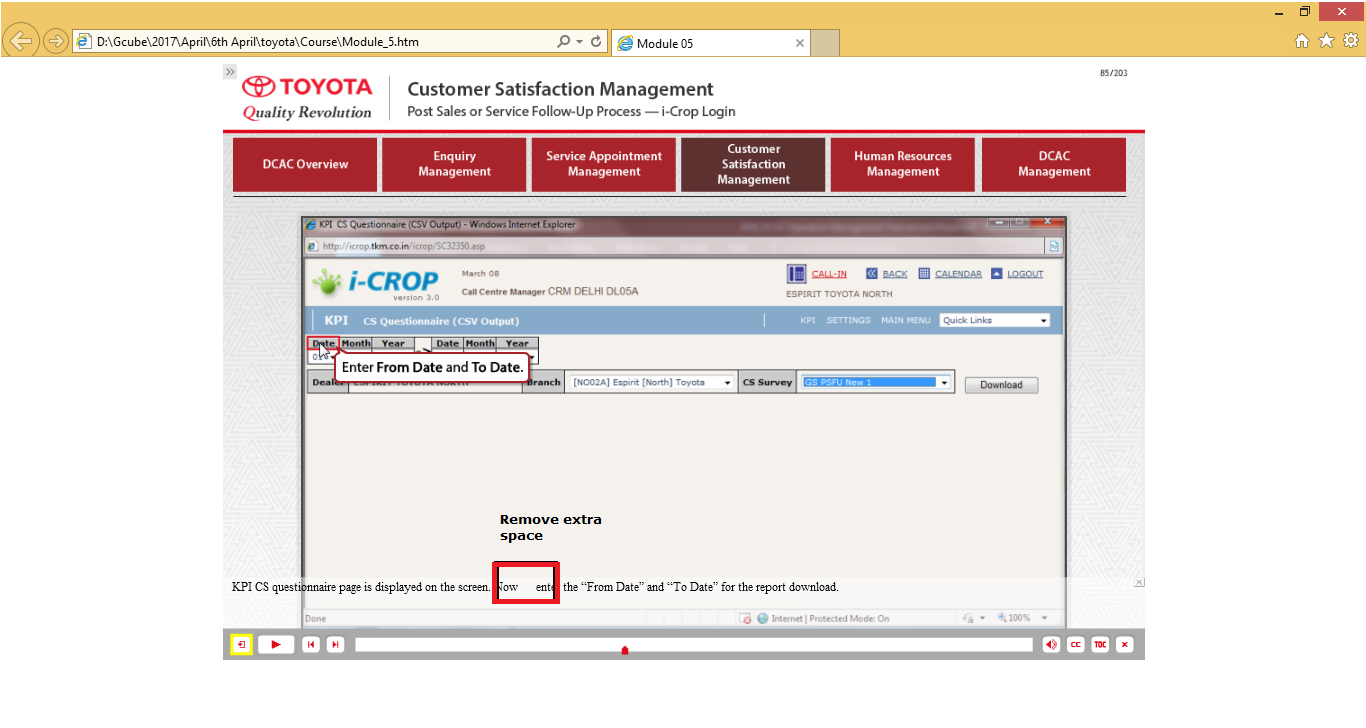 D:\Gcube\2017\April\6th April\toyota\Course\Module_5.htm
Module 05
85/203
TOYOTA
Quality Revolution
Customer Satisfaction Management
Post Sales or Service Follow-Up Process — i-Crop Login
DCAC Overview
Enquiry
Management
Service Appointment
Management
Customer
Satisfaction
Management
Human Resources
Management
DCAC
Management
KPI CS Questionnaire (CSV Output) - Windows Internet Explorer
http://icrop.tkm.co.in/icrop/SC32350.asp
i-CROP
version 3.0
March 08
Call Centre Manager CRM DELHI DL05A
CALL-IN BACK CALENDAR LOGOUT
ESPIRIT TOYOTA NORTH
KPI CS Questionnaire (CSV Output)
KPI SETTINGS MAIN MENU Quick Links
Date Month Year -> Date Month Year
Enter From Date and To Date.
Dealer ESPIRIT TOYOTA NORTH Branch [NO02A] Espirit [North] Toyota CS Survey GS PSFU New 1 Download
Remove extra
space
KPI CS questionnaire page is displayed on the screen. Now enter the “From Date” and “To Date” for the report download.
Done
Internet | Protected Mode: On
100%
CC TOC